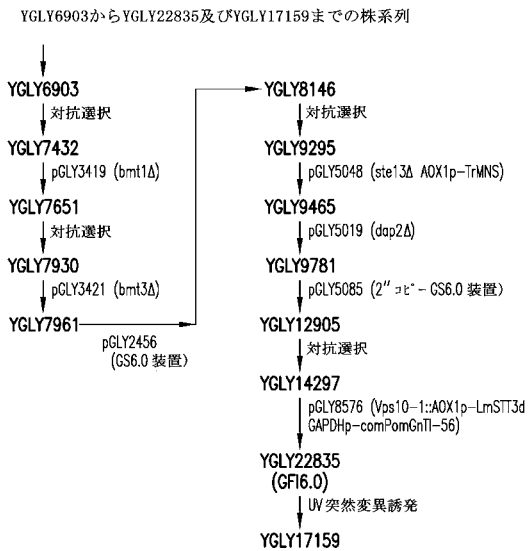 YGLY6903からYGLY22835及びYGLY17159までの株系列
YGLY6903
対抗選択
YGLY7432
pGLY3419 (bmt1Δ)
YGLY7651
対抗選択
YGLY7930
pGLY3421 (bmt3Δ)
YGLY7961
pGLY2456
(GS6.0 装置)
YGLY8146
対抗選択
YGLY9295
pGLY5048 (ste13Δ AOX1p-TrMNS)
YGLY9465
pGLY5019 (dap2Δ)
YGLY9781
pGLY5085 (2" コピー GS6.0 装置)
YGLY12905
対抗選択
YGLY14297
pGLY8576 (Vps10-1::AOX1p-LmSTT3d
GAPDHp-comPomGnTI-56)
YGLY22835
(GFI6.0)
UV 突然変異誘発
YGLY17159